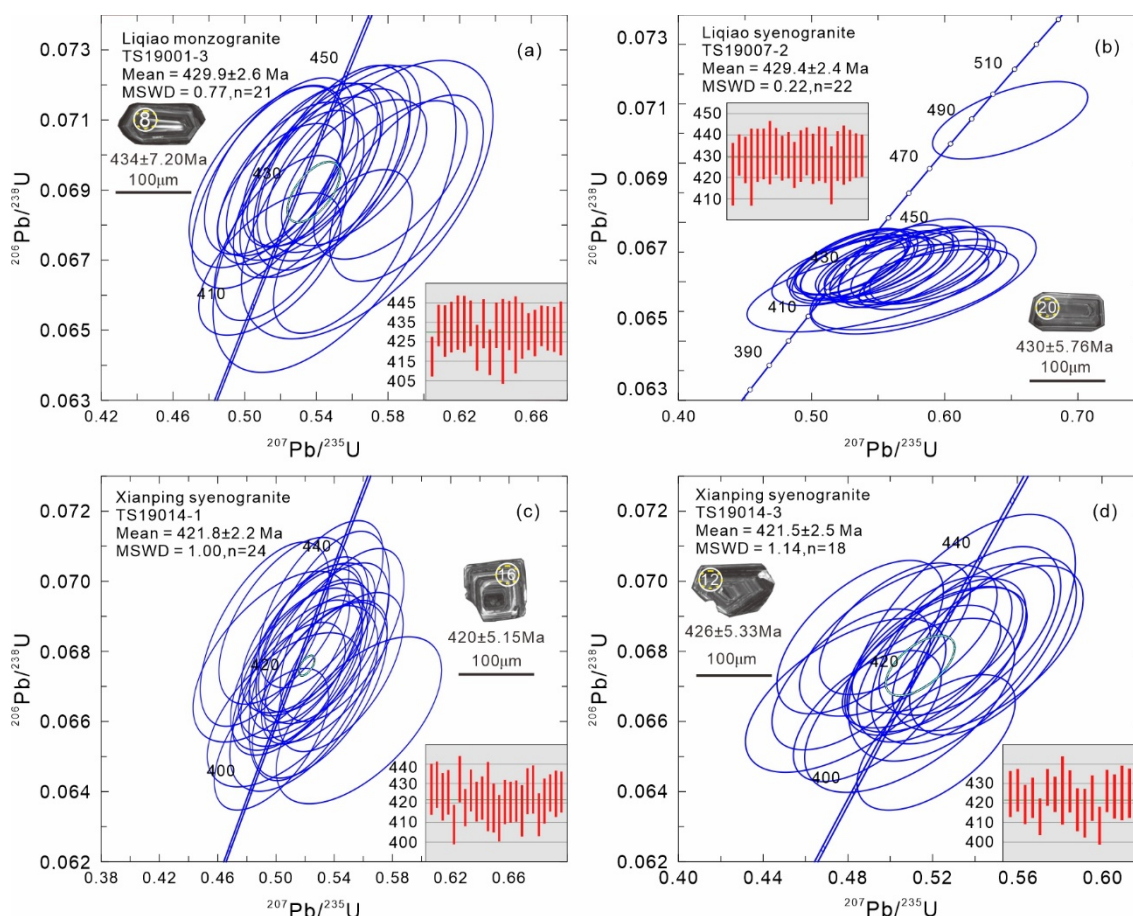 Liqiao monzogranite
TS19001-3
Mean = 429.9±2.6 Ma
MSWD = 0.77,n=21
(a)
450
8
434±7.20Ma
100μm
430
410
445
435
425
415
405
0.073
0.071
0.069
0.067
0.065
0.063
0.42 0.46 0.50 0.54 0.58 0.62 0.66
206Pb/238U
207Pb/235U
Liqiao syenogranite
TS19007-2
Mean = 429.4±2.4 Ma
MSWD = 0.22,n=22
(b)
510
490
470
450
430
410
390
450
440
430
420
410
20
430±5.76Ma
100μm
0.073
0.071
0.069
0.067
0.065
0.063
0.40 0.50 0.60 0.70
206Pb/238U
207Pb/235U
Xianping syenogranite
TS19014-1
Mean = 421.8±2.2 Ma
MSWD = 1.00,n=24
(c)
440
16
420±5.15Ma
100μm
420
400
440
430
420
410
400
0.072
0.070
0.068
0.066
0.064
0.062
0.38 0.42 0.46 0.50 0.54 0.58 0.62 0.66
206Pb/238U
207Pb/235U
Xianping syenogranite
TS19014-3
Mean = 421.5±2.5 Ma
MSWD = 1.14,n=18
(d)
440
12
426±5.33Ma
100μm
420
400
430
420
410
400
0.072
0.070
0.068
0.066
0.064
0.062
0.40 0.44 0.48 0.52 0.56 0.60
206Pb/238U
207Pb/235U